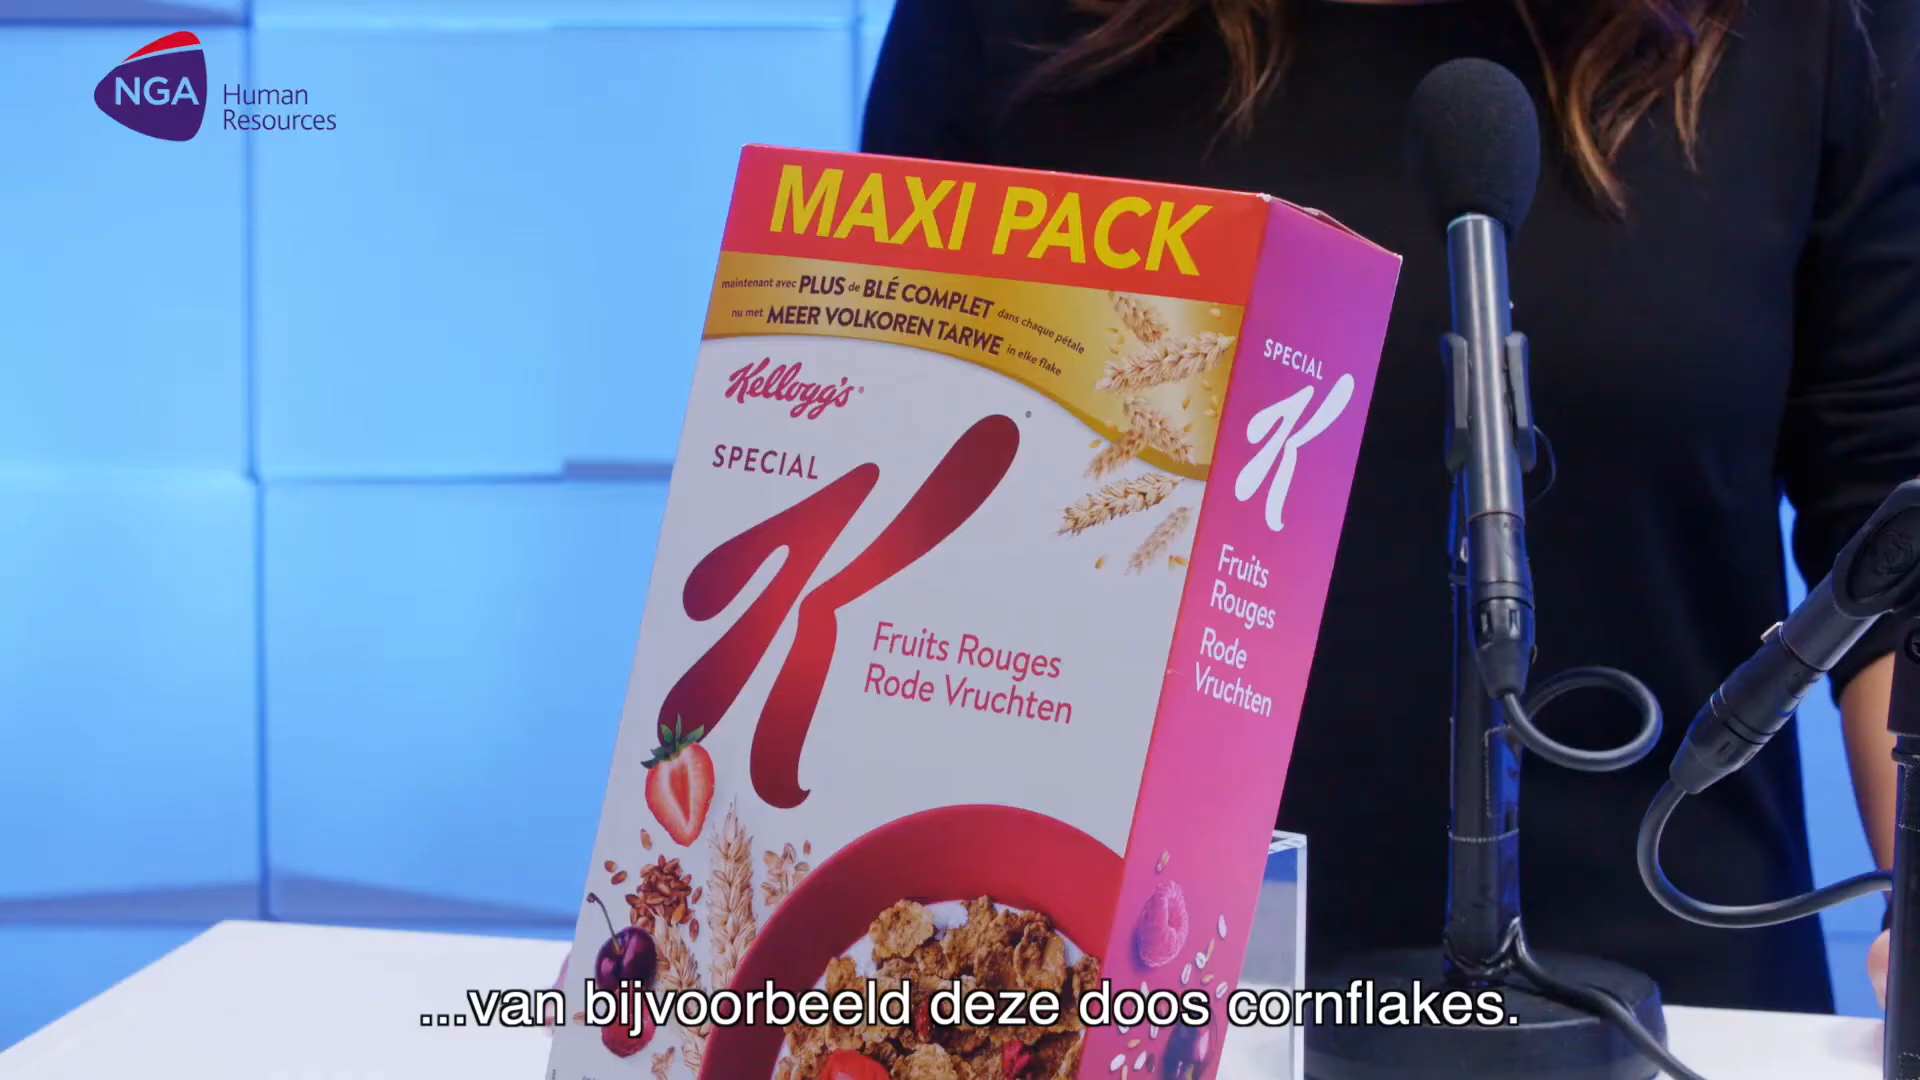 NGA
Human
Resources
MAXI PACK
maintenant avec PLUS de BLÉ COMPLET dans chaque pétale
nu met MEER VOLKOREN TARWE in elke flake
Kellogg's®
SPECIAL
K®
Fruits Rouges
Rode Vruchten
SPECIAL
K
Fruits
Rouges
Rode
Vruchten
...van bijvoorbeeld deze doos cornflakes.